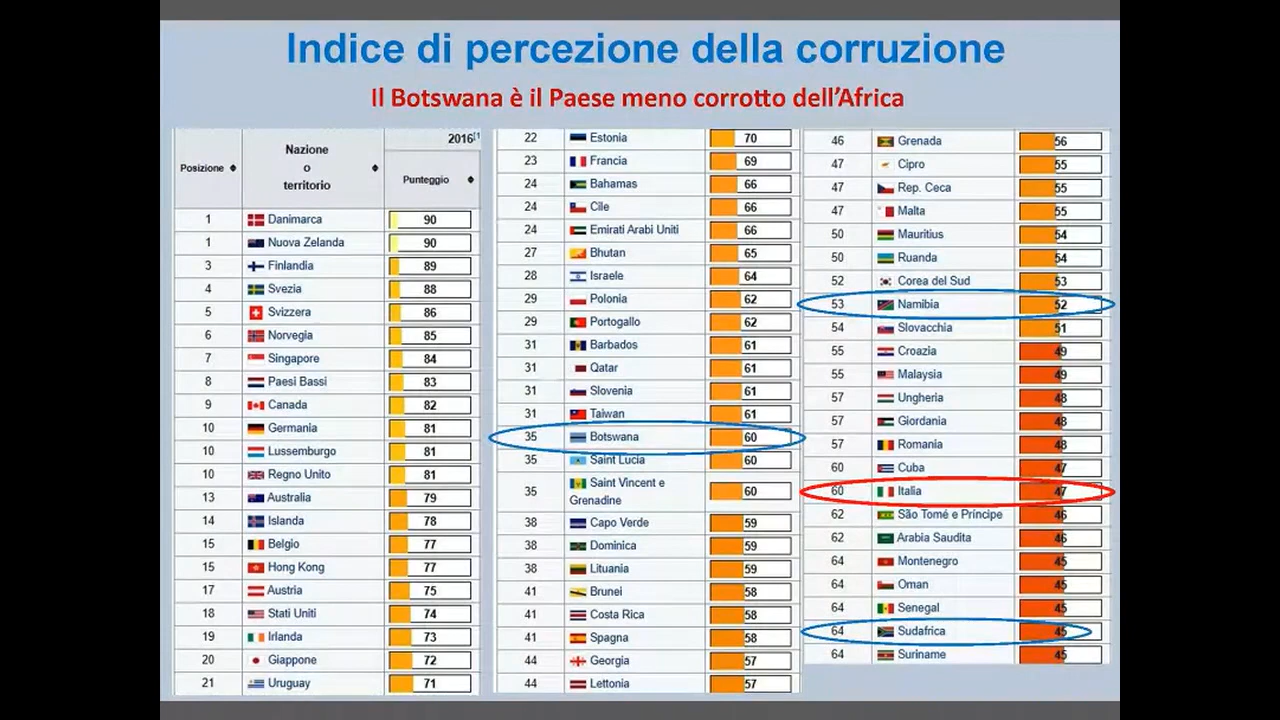 Indice di percezione della corruzione
Il Botswana è il Paese meno corrotto dell'Africa
Posizione Nazione o territorio 2016[1 Punteggio
1 Danimarca 90
1 Nuova Zelanda 90
3 Finlandia 89
4 Svezia 88
5 Svizzera 86
6 Norvegia 85
7 Singapore 84
8 Paesi Bassi 83
9 Canada 82
10 Germania 81
10 Lussemburgo 81
10 Regno Unito 81
13 Australia 79
14 Islanda 78
15 Belgio 77
15 Hong Kong 77
17 Austria 75
18 Stati Uniti 74
19 Irlanda 73
20 Giappone 72
21 Uruguay 71
22 Estonia 70
23 Francia 69
24 Bahamas 66
24 Cile 66
24 Emirati Arabi Uniti 66
27 Bhutan 65
28 Israele 64
29 Polonia 62
29 Portogallo 62
31 Barbados 61
31 Qatar 61
31 Slovenia 61
31 Taiwan 61
35 Botswana 60
35 Saint Lucia 60
35 Saint Vincent e Grenadine 60
38 Capo Verde 59
38 Dominica 59
38 Lituania 59
41 Brunei 58
41 Costa Rica 58
41 Spagna 58
44 Georgia 57
44 Lettonia 57
46 Grenada 56
47 Cipro 55
47 Rep. Ceca 55
47 Malta 55
50 Mauritius 54
50 Ruanda 54
52 Corea del Sud 53
53 Namibia 52
54 Slovacchia 51
55 Croazia 49
55 Malaysia 49
57 Ungheria 48
57 Giordania 48
57 Romania 48
60 Cuba 47
60 Italia 47
62 São Tomé e Príncipe 46
62 Arabia Saudita 46
64 Montenegro 45
64 Oman 45
64 Senegal 45
64 Sudafrica 45
64 Suriname 45